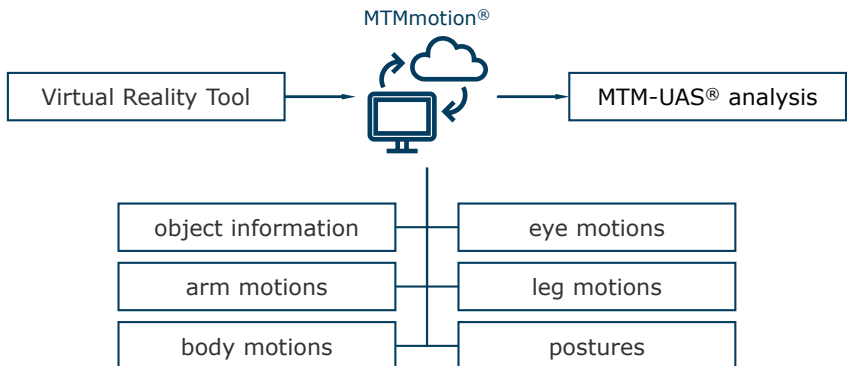 MTMmotion®
Virtual Reality Tool
MTM-UAS® analysis
object information
eye motions
arm motions
leg motions
body motions
postures